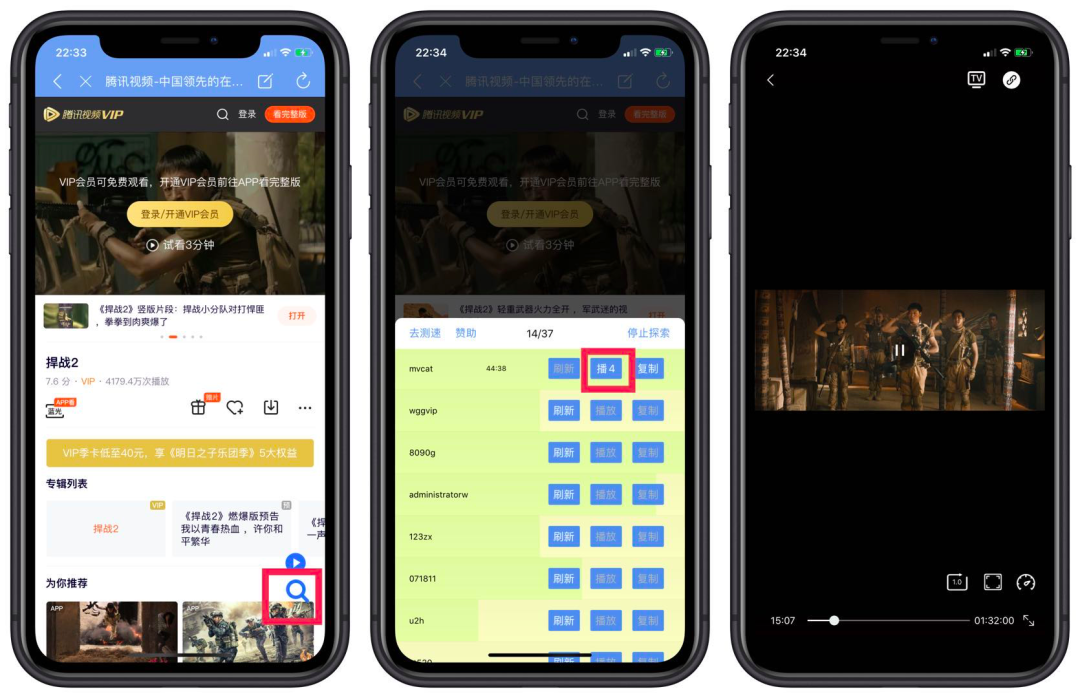 22:33
腾讯视频-中国领先的在...
腾讯视频VIP
登录
看完整版
VIP会员可免费观看，开通VIP会员前往APP看完整版
登录/开通VIP会员
试看3分钟
《捍战2》竖版片段：捍战小分队对打悍匪
，拳拳到肉爽爆了
打开
捍战2
7.6 分 · VIP · 4179.4万次播放
APP看
蓝光
VIP季卡低至40元，享《明日之子乐团季》5大权益
专辑列表
VIP
捍战2
预
《捍战2》燃爆版预告
我以青春热血，许你和
平繁华
《捍
一声
为你推荐
APP
APP
22:34
腾讯视频-中国领先的在...
腾讯视频VIP
登录
看完整版
VIP会员可免费观看，开通VIP会员前往APP看完整版
登录/开通VIP会员
试看3分钟
《捍战2》轻重武器火力全开，军武迷的视
打开
去测速
赞助
14/37
停止探索
mvcat
44:38
刷新
播4
复制
wggvip
刷新
播放
复制
8090g
刷新
播放
复制
administratorw
刷新
播放
复制
123zx
刷新
播放
复制
071811
刷新
播放
复制
u2h
刷新
播放
复制
刷新
播放
复制
22:34
TV
1.0
15:07
01:32:00